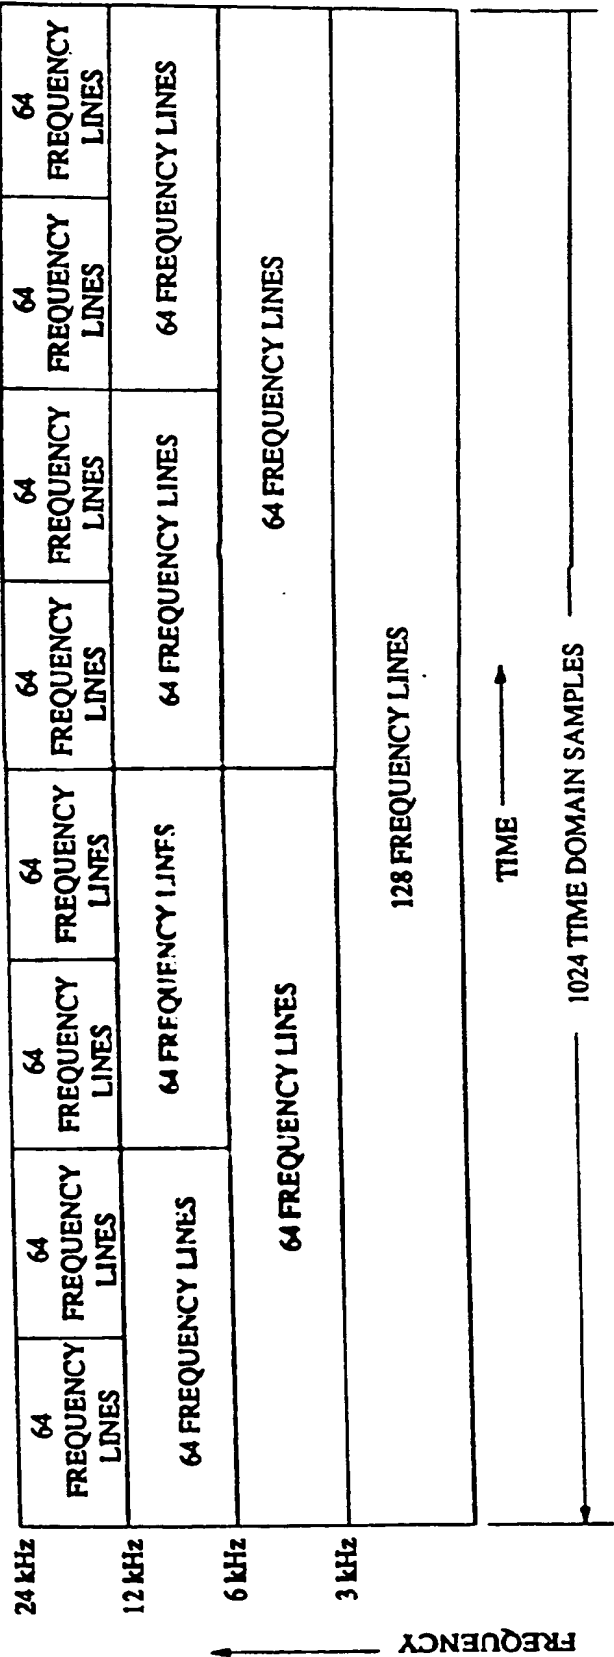 24 kHz
64
FREQUENCY
LINES
64
FREQUENCY
LINES
64
FREQUENCY
LINES
64
FREQUENCY
LINES
64
FREQUENCY
LINES
64
FREQUENCY
LINES
64
FREQUENCY
LINES
64
FREQUENCY
LINES
12 kHz
64 FREQUENCY LINES
64 FREQUENCY LINES
64 FREQUENCY LINES
64 FREQUENCY LINES
6 kHz
64 FREQUENCY LINES
64 FREQUENCY LINES
3 kHz
128 FREQUENCY LINES
FREQUENCY
TIME
1024 TIME DOMAIN SAMPLES